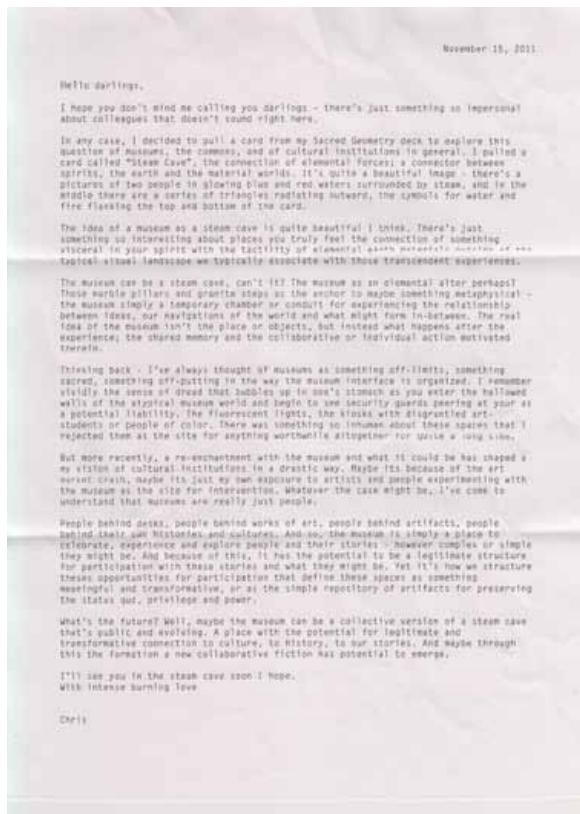 November 15, 2011
Hello darlings,
I hope you don't mind me calling you darlings - there's just something so impersonal
about colleagues that doesn't sound right here.
In any case, I decided to pull a card from my Sacred Geometry deck to explore this
question of museums, the commons, and of cultural institutions in general. I pulled a
card called "Steam Cave", the connection of elemental forces; a connector between
spirits, the earth and the material worlds. It's quite a beautiful image - there's a
pictures of two people in glowing blue and red waters surrounded by steam, and in the
middle there are a series of triangles radiating outward, the symbols for water and
fire flanking the top and bottom of the card.
The idea of a museum as a steam cave is quite beautiful I think. There's just
something so interesting about places you truly feel the connection of something
visceral in your spirit with the tactility of elemental earth materials outside of the
typical visual landscape we typically associate with those transcendent experiences.
The museum can be a steam cave, can't it? The museum as an elemental alter perhaps?
Those marble pillars and granite steps as the anchor to maybe something metaphysical -
the museum simply a temporary chamber or conduit for experiencing the relationship
between ideas, our navigations of the world and what might form in-between. The real
idea of the museum isn't the place or objects, but instead what happens after the
experience; the shared memory and the collaborative or individual action motivated
therein.
Thinking back - I've always thought of museums as something off-limits, something
sacred, something off-putting in the way the museum interface is organized. I remember
vividly the sense of dread that bubbles up in one's stomach as you enter the hallowed
walls of the atypical museum world and begin to see security guards peering at your as
a potential liability. The fluorescent lights, the kiosks with disgruntled art-
students or people of color. There was something so inhuman about these spaces that I
rejected them as the site for anything worthwhile altogether for quite a long time.
But more recently, a re-enchantment with the museum and what it could be has shaped a
my vision of cultural institutions in a drastic way. Maybe its because of the art
market crash, maybe its just my own exposure to artists and people experimenting with
the museum as the site for intervention. Whatever the case might be, I've come to
understand that museums are really just people.
People behind desks, people behind works of art, people behind artifacts, people
behind their own histories and cultures. And so, the museum is simply a place to
celebrate, experience and explore people and their stories - however complex or simple
they might be. And because of this, it has the potential to be a legitimate structure
for participation with these stories and what they might be. Yet it's how we structure
theses opportunities for participation that define these spaces as something
meaningful and transformative, or as the simple repository of artifacts for preserving
the status quo, privilege and power.
What's the future? Well, maybe the museum can be a collective version of a steam cave
that's public and evolving. A place with the potential for legitimate and
transformative connection to culture, to history, to our stories. And maybe through
this the formation a new collaborative fiction has potential to emerge.
I'll see you in the steam cave soon I hope.
With intense burning love
Chris